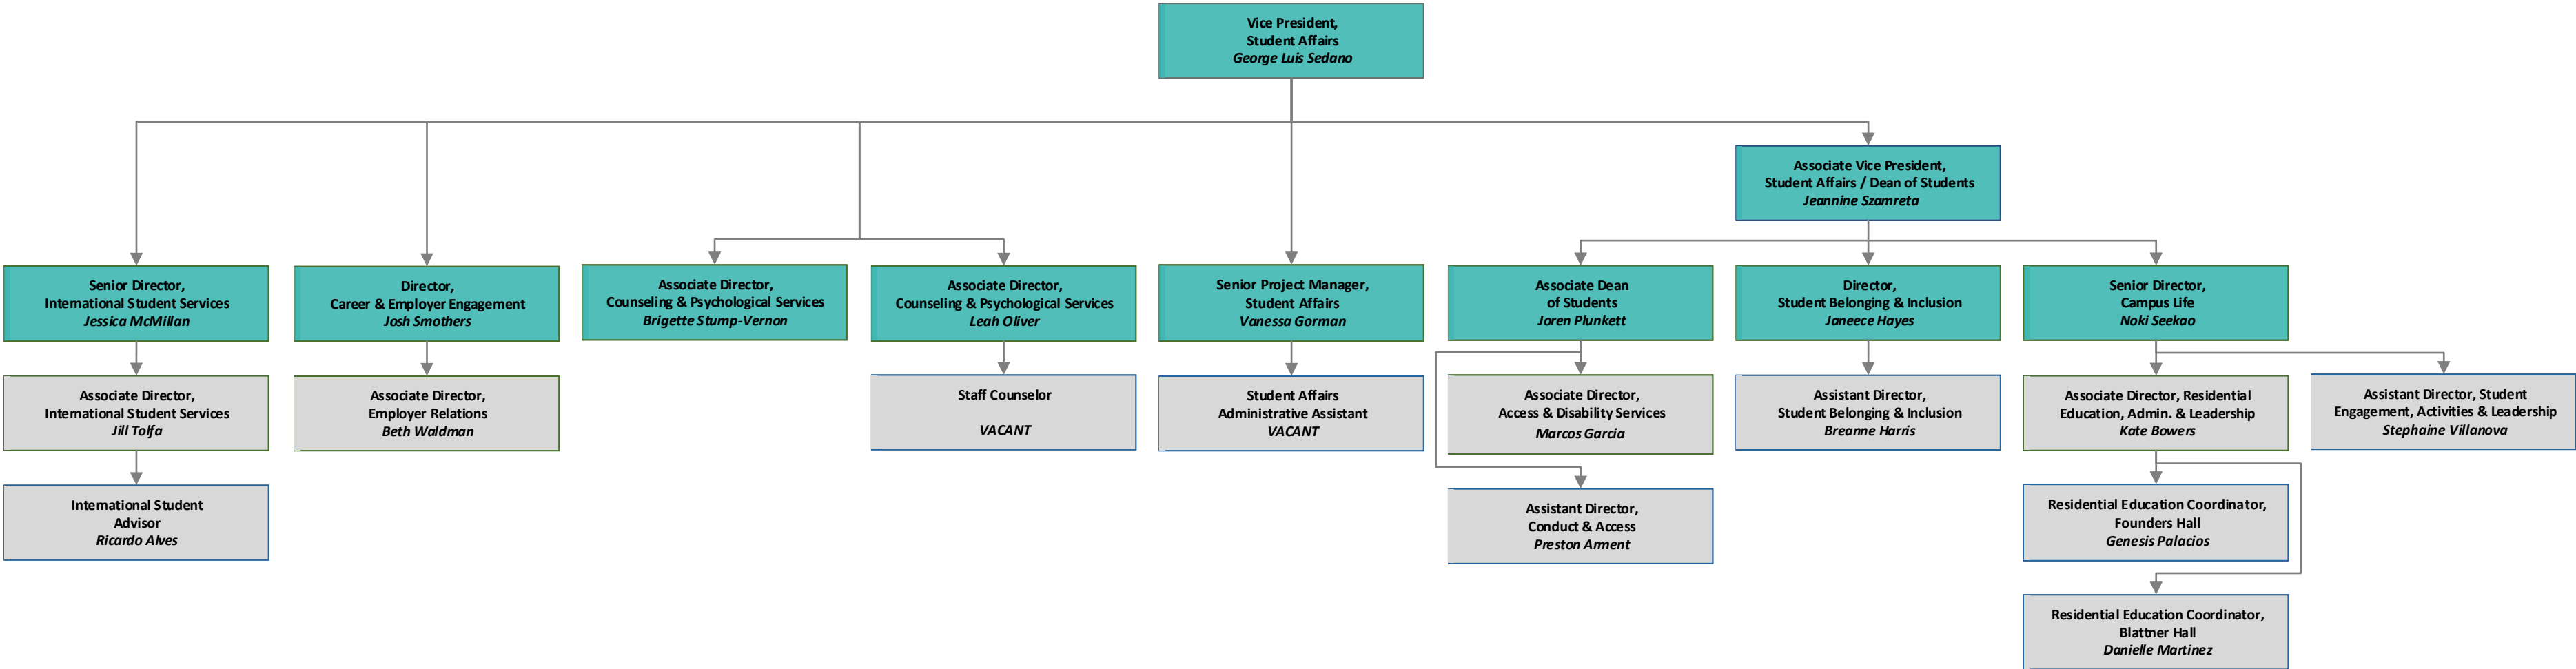 Vice President,
Student Affairs
George Luis Sedano
Associate Vice President,
Student Affairs / Dean of Students
Jeannine Szamreta
Senior Director,
International Student Services
Jessica McMillan
Director,
Career & Employer Engagement
Josh Smothers
Associate Director,
Counseling & Psychological Services
Brigette Stump-Vernon
Associate Director,
Counseling & Psychological Services
Leah Oliver
Senior Project Manager,
Student Affairs
Vanessa Gorman
Associate Dean
of Students
Joren Plunkett
Director,
Student Belonging & Inclusion
Janeece Hayes
Senior Director,
Campus Life
Noki Seekao
Associate Director,
International Student Services
Jill Tolfa
Associate Director,
Employer Relations
Beth Waldman
Staff Counselor
VACANT
Student Affairs
Administrative Assistant
VACANT
Associate Director,
Access & Disability Services
Marcos Garcia
Assistant Director,
Student Belonging & Inclusion
Breanne Harris
Associate Director, Residential
Education, Admin. & Leadership
Kate Bowers
Assistant Director, Student
Engagement, Activities & Leadership
Stephaine Villanova
International Student
Advisor
Ricardo Alves
Assistant Director,
Conduct & Access
Preston Arment
Residential Education Coordinator,
Founders Hall
Genesis Palacios
Residential Education Coordinator,
Blattner Hall
Danielle Martinez